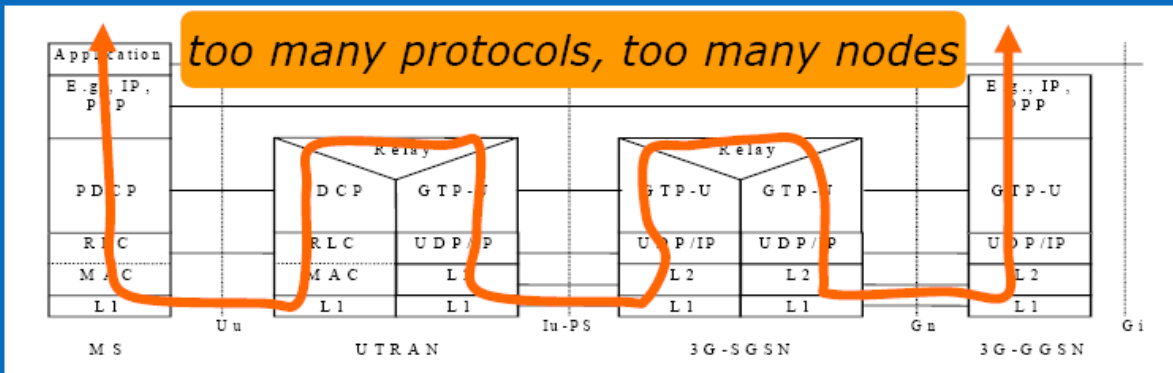 too many protocols, too many nodes
Application
E.g., IP, PPP
PDCP
RLC
MAC
L1
Relay
PDCP
GTP-U
RLC
UDP/IP
MAC
L1
L1
Relay
GTP-U
GTP-U
UDP/IP
UDP/IP
L2
L2
L1
L1
E.g., IP, PPP
GTP-U
UDP/IP
L2
L1
Uu
Iu-PS
Gn
Gi
MS
UTRAN
3G-SGSN
3G-GGSN